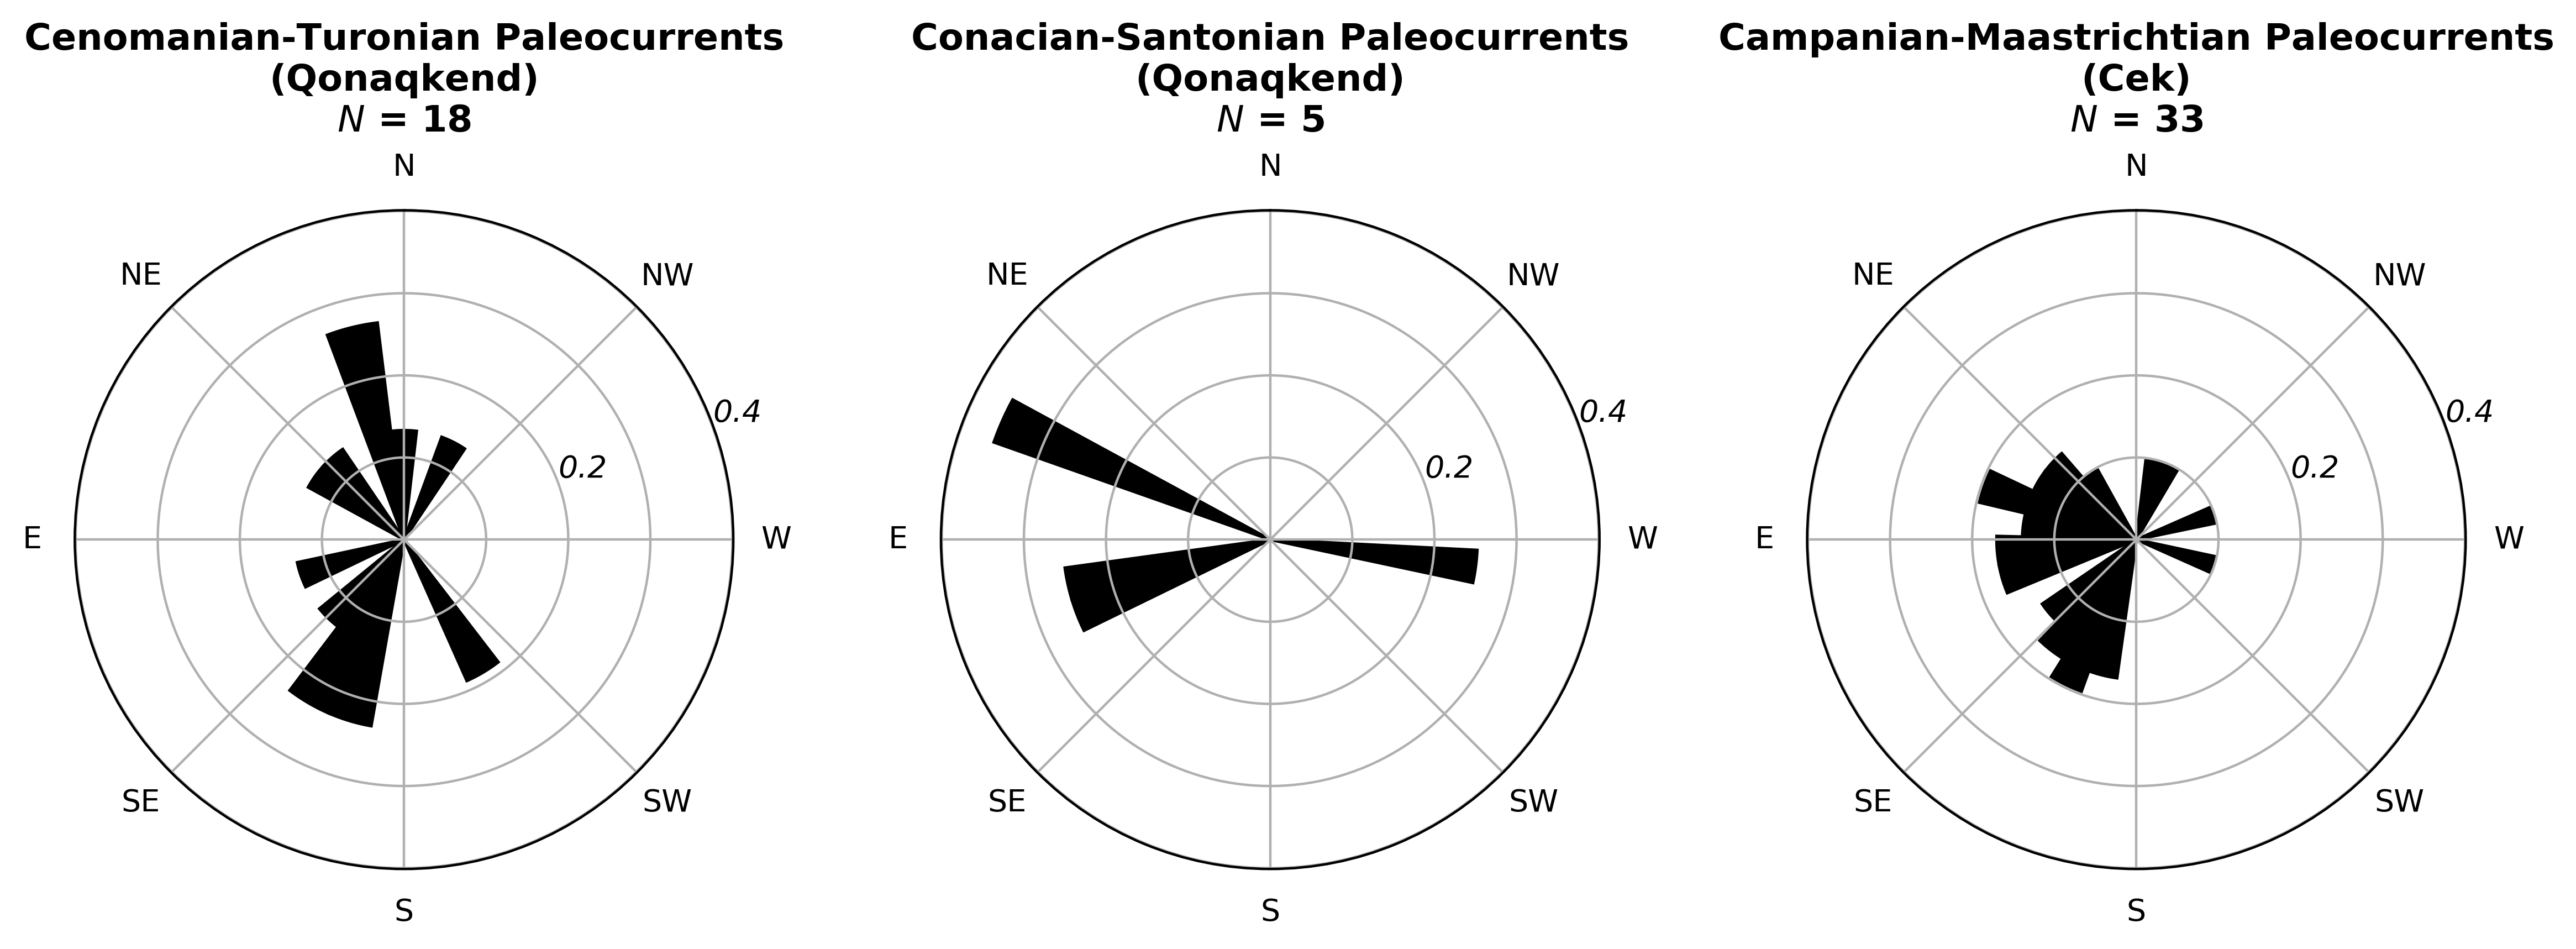 Cenomanian-Turonian Paleocurrents
(Qonaqkend)
N = 18
N
NE
NW
0.4
0.2
E
W
SE
SW
S
Conacian-Santonian Paleocurrents
(Qonaqkend)
N = 5
N
NE
NW
0.4
0.2
E
W
SE
SW
S
Campanian-Maastrichtian Paleocurrents
(Cek)
N = 33
N
NE
NW
0.4
0.2
E
W
SE
SW
S